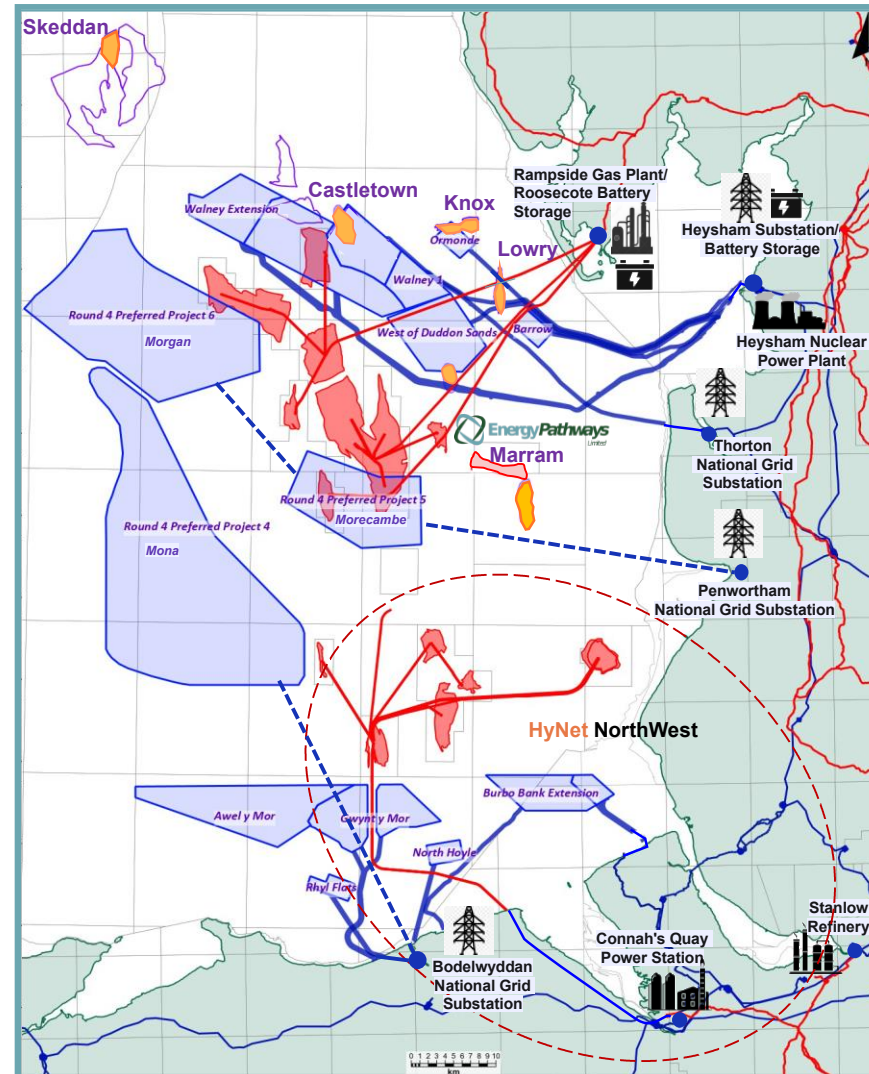 Skeddan
Castletown
Knox
Rampside Gas Plant/
Roosecote Battery
Storage
Walney Extension
Ormonde
Lowry
Heysham Substation/
Battery Storage
Walney 1
Round 4 Preferred Project 6
Morgan
West of Duddon Sands
Barrow
Heysham Nuclear
Power Plant
EnergyPathways
Limited
Marram
Thorton
National Grid
Substation
Round 4 Preferred Project 5
Morecambe
Round 4 Preferred Project 4
Mona
Penwortham
National Grid Substation
HyNet NorthWest
Awel y Mor
Gwynt y Mor
Burbo Bank Extension
North Hoyle
Rhyl Flats
Stanlow
Refinery
Connah's Quay
Power Station
Bodelwyddan
National Grid
Substation
0 1 2 3 4 5 6 7 8 9 10
km